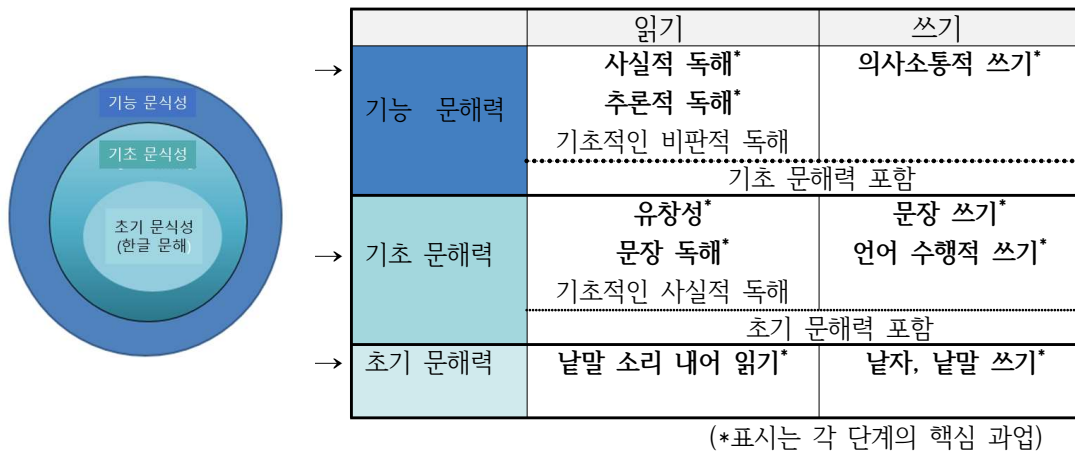 기능 문식성
기초 문식성
초기 문식성
(한글 문해)
읽기 쓰기
→ 기능 문해력 사실적 독해* 의사소통적 쓰기*
추론적 독해*
기초적인 비판적 독해
기초 문해력 포함
→ 기초 문해력 유창성* 문장 쓰기*
문장 독해* 언어 수행적 쓰기*
기초적인 사실적 독해
초기 문해력 포함
→ 초기 문해력 낱말 소리 내어 읽기* 낱자, 낱말 쓰기*
(*표시는 각 단계의 핵심 과업)